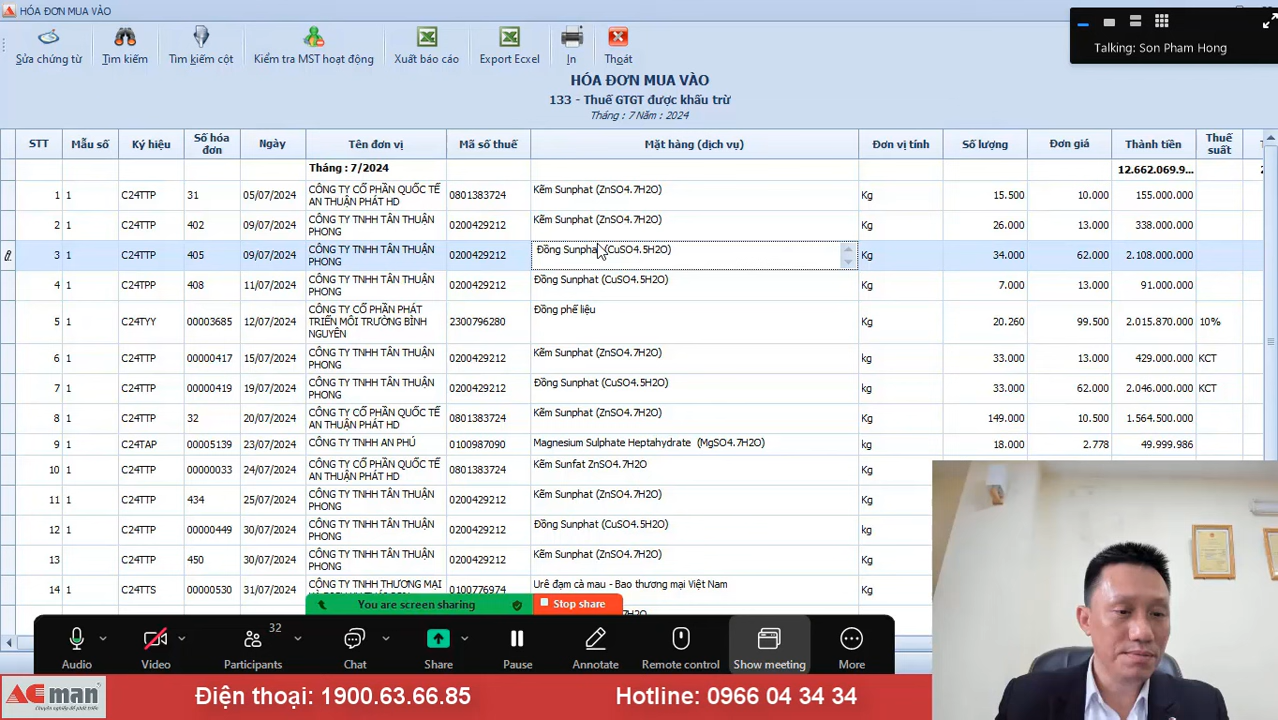 HÓA ĐƠN MUA VÀO
Talking: Son Pham Hong
Sửa chứng từ Tìm kiếm Tìm kiếm cột Kiểm tra MST hoạt động Xuất báo cáo Export Ecxel In Thoát
HÓA ĐƠN MUA VÀO
133 - Thuế GTGT được khấu trừ
Tháng : 7 Năm : 2024
STT Mẫu số Ký hiệu Số hóa đơn Ngày Tên đơn vị Mã số thuế Mặt hàng (dịch vụ) Đơn vị tính Số lượng Đơn giá Thành tiền Thuế suất
Tháng : 7/2024 12.662.069.9...
1 1 C24TTP 31 05/07/2024 CÔNG TY CỔ PHẦN QUỐC TẾ AN THUẬN PHÁT HD 0801383724 Kẽm Sunphat (ZnSO4.7H2O) Kg 15.500 10.000 155.000.000
2 1 C24TTP 402 09/07/2024 CÔNG TY TNHH TÂN THUẬN PHONG 0200429212 Kẽm Sunphat (ZnSO4.7H2O) Kg 26.000 13.000 338.000.000
3 1 C24TTP 405 09/07/2024 CÔNG TY TNHH TÂN THUẬN PHONG 0200429212 Đồng Sunphat (CuSO4.5H2O) Kg 34.000 62.000 2.108.000.000
4 1 C24TPP 408 11/07/2024 CÔNG TY TNHH TÂN THUẬN PHONG 0200429212 Đồng Sunphat (CuSO4.5H2O) Kg 7.000 13.000 91.000.000
5 1 C24TYY 00003685 12/07/2024 CÔNG TY CỔ PHẦN PHÁT TRIỂN MÔI TRƯỜNG BÌNH NGUYÊN 2300796280 Đồng phế liệu Kg 20.260 99.500 2.015.870.000 10%
6 1 C24TTP 00000417 15/07/2024 CÔNG TY TNHH TÂN THUẬN PHONG 0200429212 Kẽm Sunphat (ZnSO4.7H2O) kg 33.000 13.000 429.000.000 KCT
7 1 C24TTP 00000419 19/07/2024 CÔNG TY TNHH TÂN THUẬN PHONG 0200429212 Đồng Sunphat (CuSO4.5H2O) kg 33.000 62.000 2.046.000.000 KCT
8 1 C24TTP 32 20/07/2024 CÔNG TY CỔ PHẦN QUỐC TẾ AN THUẬN PHÁT HD 0801383724 Kẽm Sunphat (ZnSO4.7H2O) Kg 149.000 10.500 1.564.500.000
9 1 C24TAP 00005139 23/07/2024 CÔNG TY TNHH AN PHÚ 0100987090 Magnesium Sulphate Heptahydrate (MgSO4.7H2O) kg 18.000 2.778 49.999.986
10 1 C24TTP 00000033 24/07/2024 CÔNG TY CỔ PHẦN QUỐC TẾ AN THUẬN PHÁT HD 0801383724 Kẽm Sunfat ZnSO4.7H2O Kg
11 1 C24TTP 434 25/07/2024 CÔNG TY TNHH TÂN THUẬN PHONG 0200429212 Kẽm Sunphat (ZnSO4.7H2O) Kg
12 1 C24TTP 00000449 30/07/2024 CÔNG TY TNHH TÂN THUẬN PHONG 0200429212 Đồng Sunphat (CuSO4.5H2O) kg
13 1 C24TTP 450 30/07/2024 CÔNG TY TNHH TÂN THUẬN PHONG 0200429212 Kẽm Sunphat (ZnSO4.7H2O) Kg
14 1 C24TTS 00000530 31/07/2024 CÔNG TY TNHH THƯƠNG MẠI 0100776974 Urê đạm cà mau - Bao thương mại Việt Nam kg
You are screen sharing Stop share
32
Audio Video Participants Chat Share Pause Annotate Remote control Show meeting More
ACman
Chuyên nghiệp để phát triển
Điện thoại: 1900.63.66.85 Hotline: 0966 04 34 34